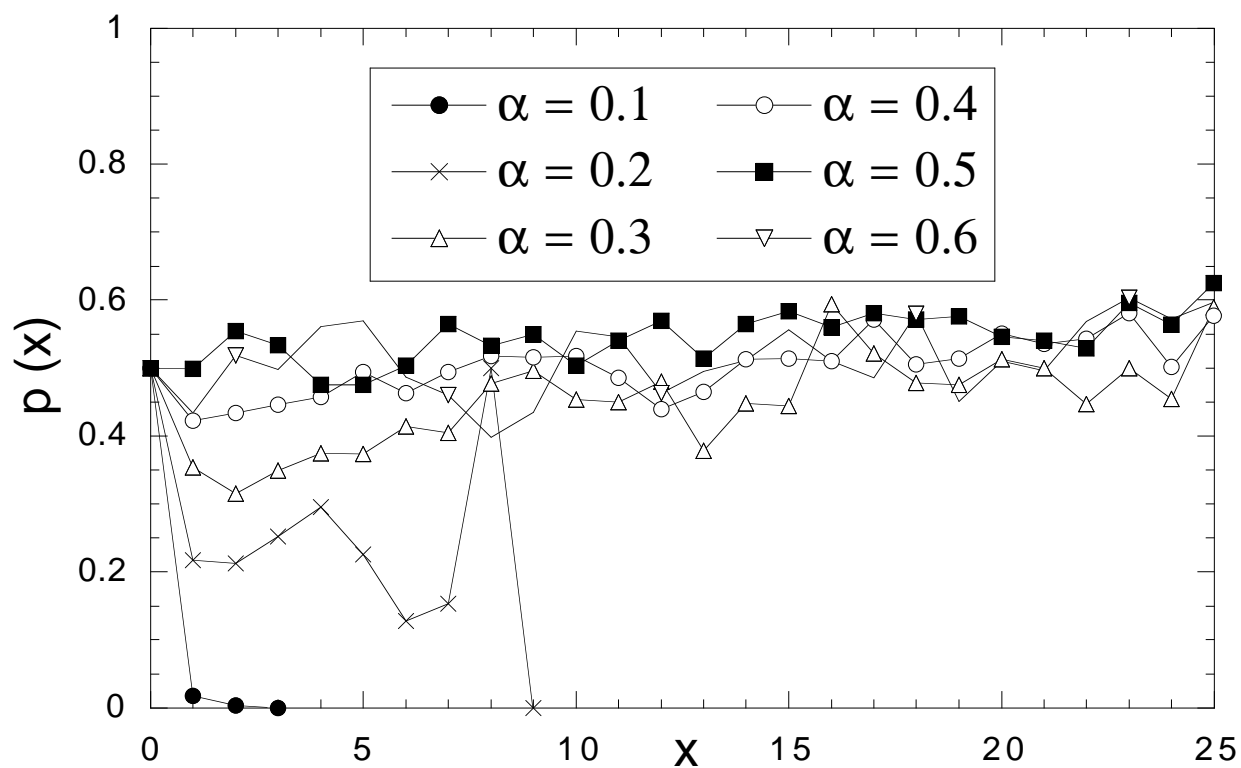 1
0.8
0.6
0.4
0.2
0
p (x)
α = 0.1
α = 0.4
α = 0.2
α = 0.5
α = 0.3
α = 0.6
0 5 10 15 20 25
x